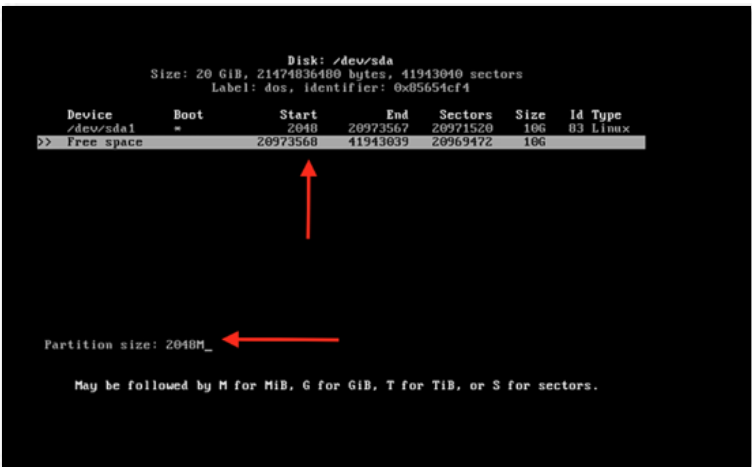 Disk: /dev/sda
Size: 20 GiB, 21474836480 bytes, 41943040 sectors
Label: dos, identifier: 0x85654cf4
Device Boot Start End Sectors Size Id Type
/dev/sda1 * 2048 20973567 20971520 10G 83 Linux
>> Free space 20973568 41943039 20969472 10G
Partition size: 2048M_
May be followed by M for MiB, G for GiB, T for TiB, or S for sectors.